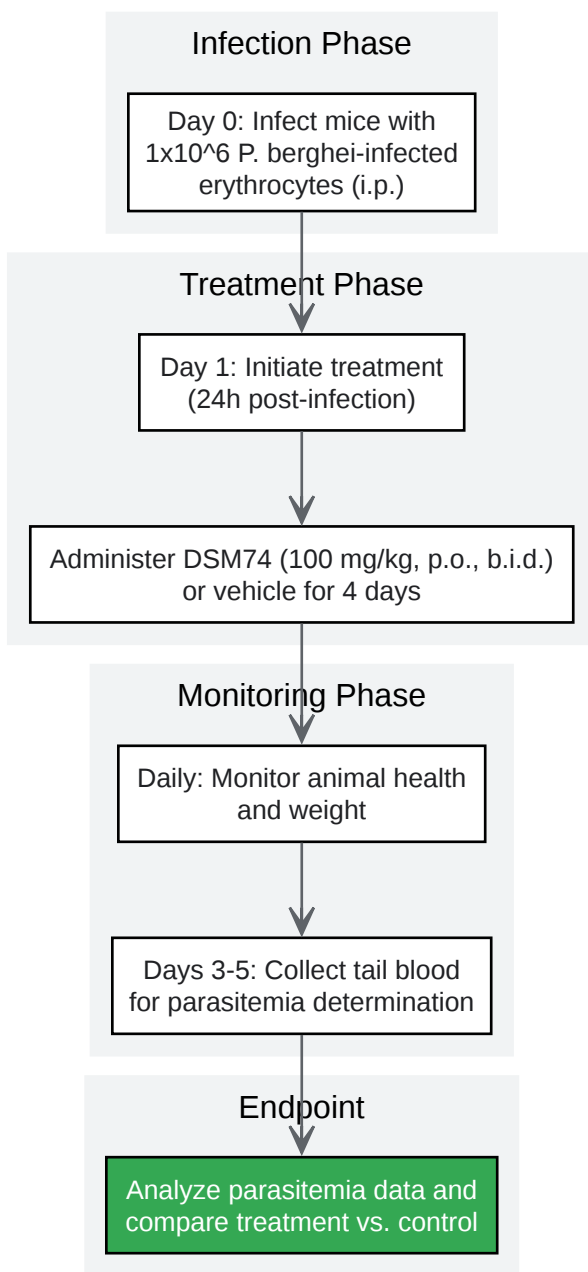 Infection Phase
Day 0: Infect mice with
1x10^6 P. berghei-infected
erythrocytes (i.p.)
Treatment Phase
Day 1: Initiate treatment
(24h post-infection)
Administer DSM74 (100 mg/kg, p.o., b.i.d.)
or vehicle for 4 days
Monitoring Phase
Daily: Monitor animal health
and weight
Days 3-5: Collect tail blood
for parasitemia determination
Endpoint
Analyze parasitemia data and
compare treatment vs. control